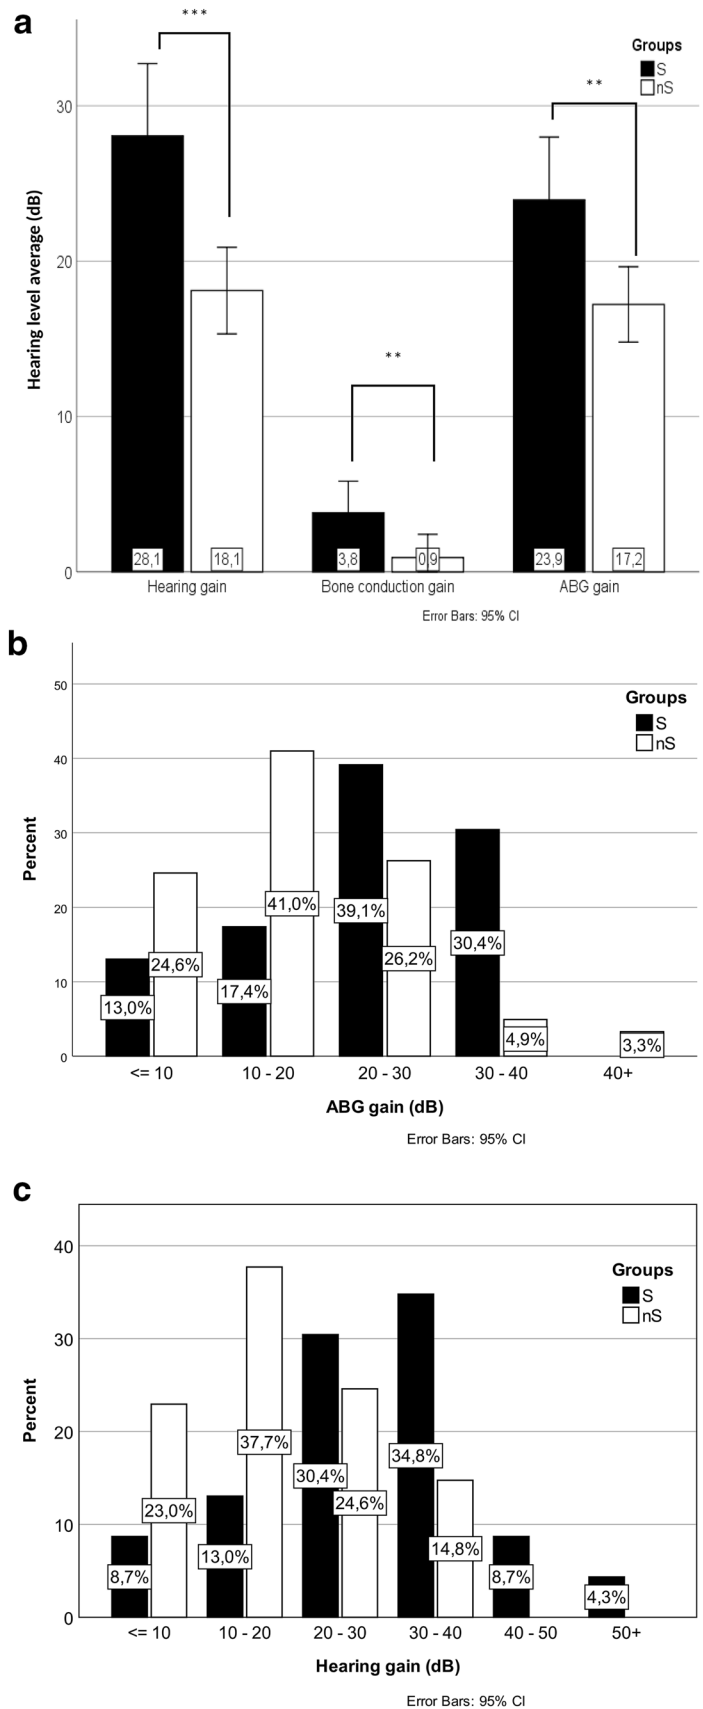 a
***
Groups
S
nS
**
30
20
10
0
Hearing level average (dB)
**
28,1
18,1
3,8
0,9
23,9
17,2
Hearing gain
Bone conduction gain
ABG gain
Error Bars: 95% CI
b
Groups
S
nS
50
40
30
20
10
0
Percent
13,0%
24,6%
17,4%
41,0%
39,1%
26,2%
30,4%
4,9%
3,3%
<= 10
10 - 20
20 - 30
30 - 40
40+
ABG gain (dB)
Error Bars: 95% CI
c
Groups
S
nS
40
30
20
10
0
Percent
8,7%
23,0%
13,0%
37,7%
30,4%
24,6%
34,8%
14,8%
8,7%
4,3%
<= 10
10 - 20
20 - 30
30 - 40
40 - 50
50+
Hearing gain (dB)
Error Bars: 95% CI